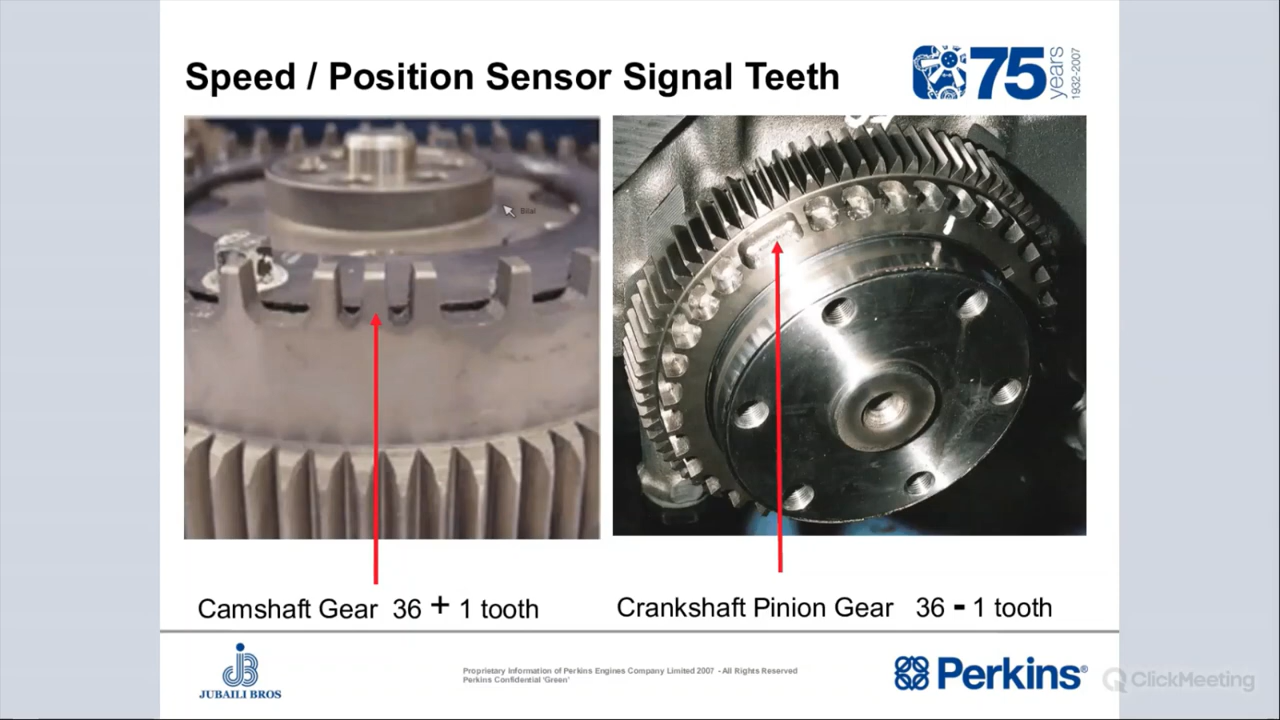 Speed / Position Sensor Signal Teeth
75
years
1932-2007
Bilal
Camshaft Gear 36 + 1 tooth
Crankshaft Pinion Gear 36 - 1 tooth
JUBAILI BROS
Proprietary Information of Perkins Engines Company Limited 2007 - All Rights Reserved
Perkins Confidential 'Green'
Perkins®
ClickMeeting